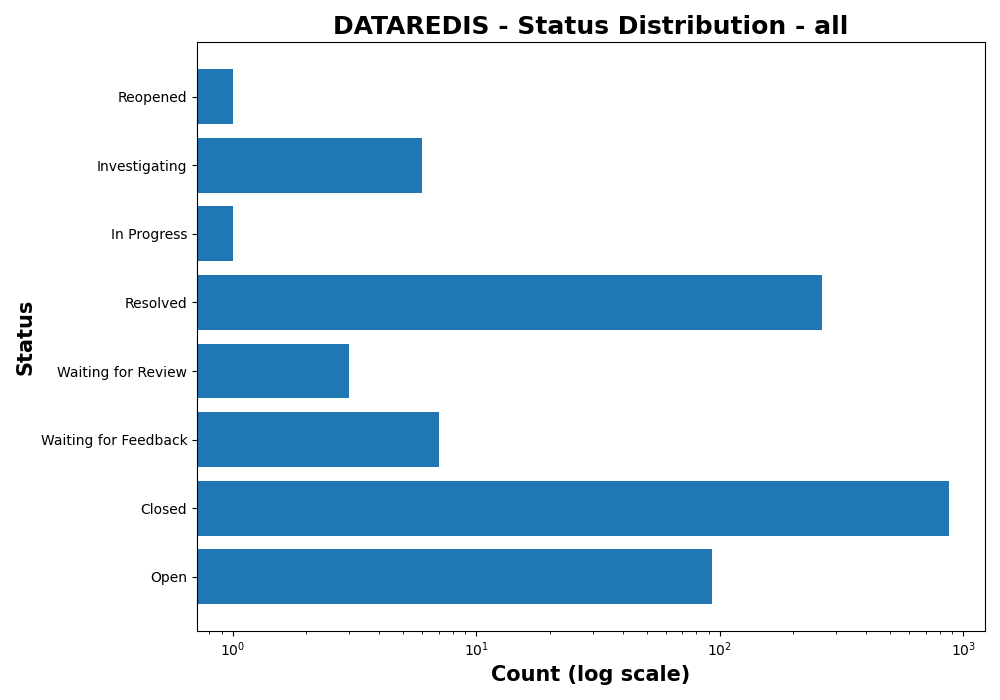 DATAREDIS - Status Distribution - all
Reopened
Investigating
In Progress
Resolved
Waiting for Review
Waiting for Feedback
Closed
Open
Status
10⁰ 10¹ 10² 10³
Count (log scale)